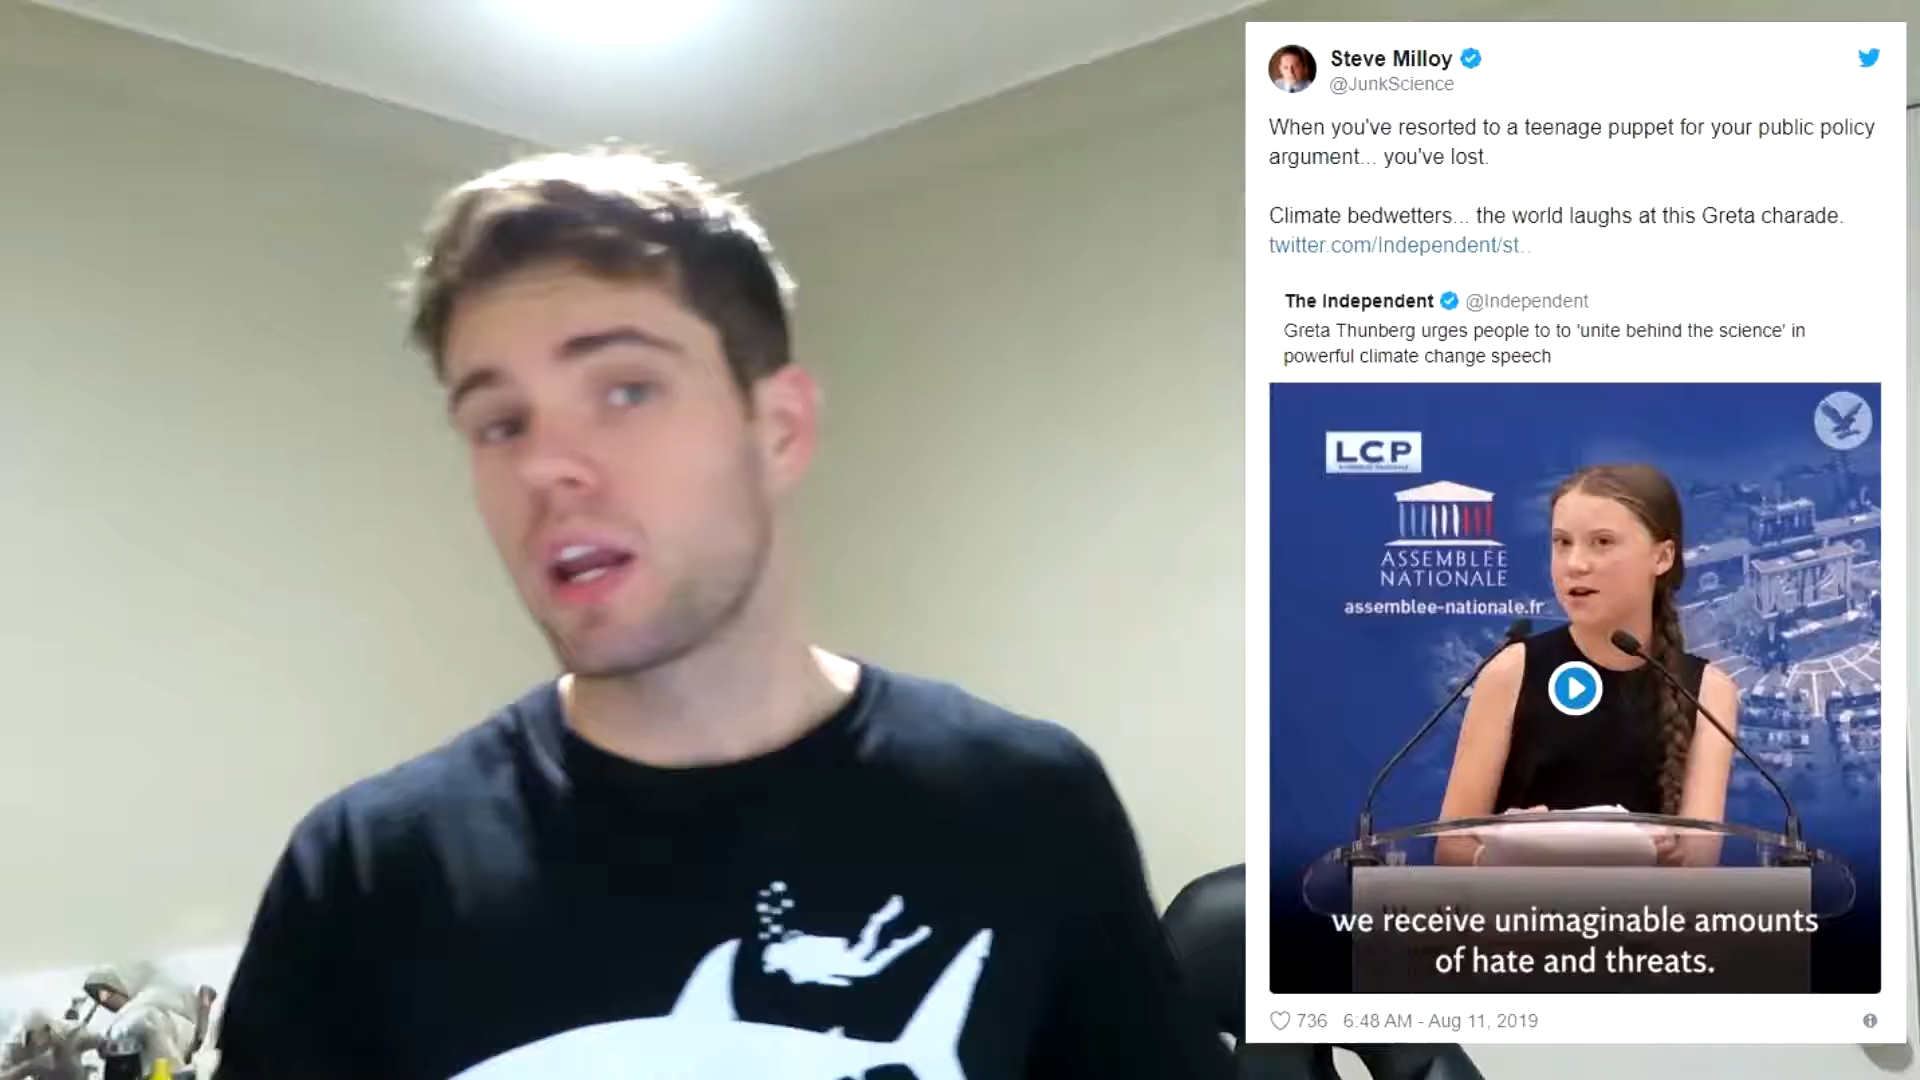 Steve Milloy
@JunkScience
When you've resorted to a teenage puppet for your public policy
argument... you've lost.
Climate bedwetters... the world laughs at this Greta charade.
twitter.com/Independent/st..
The Independent @Independent
Greta Thunberg urges people to to 'unite behind the science' in
powerful climate change speech
LCP
ASSEMBLÉE
NATIONALE
assemblee-nationale.fr
we receive unimaginable amounts
of hate and threats.
736 6:48 AM - Aug 11, 2019